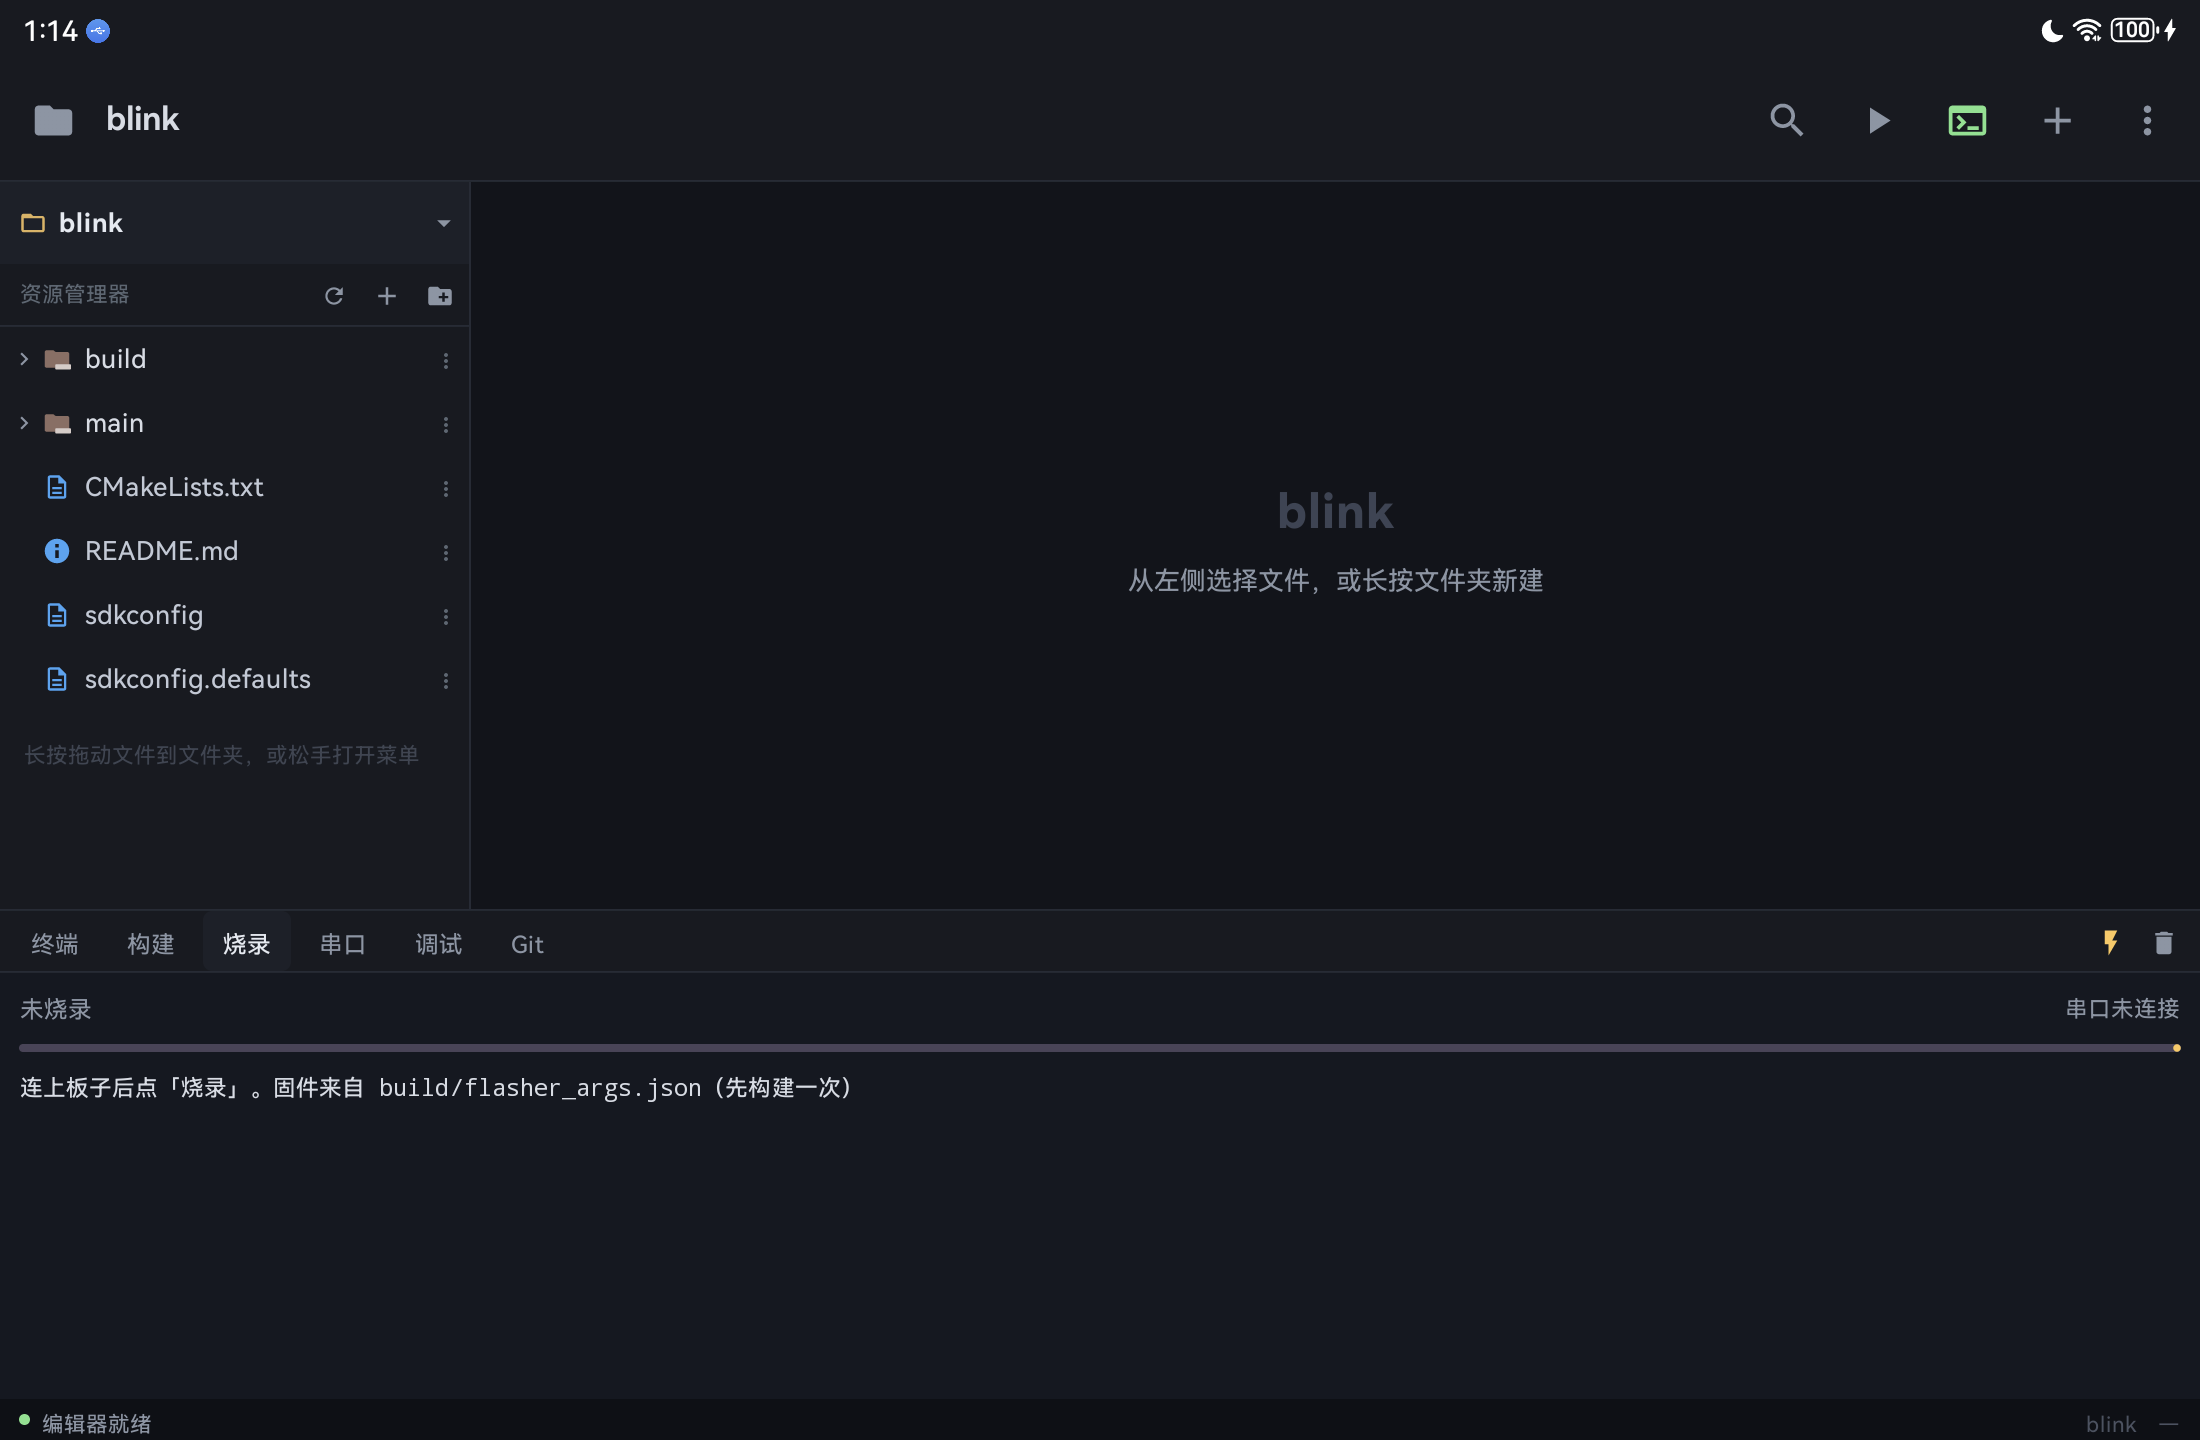 1:14
100
blink
blink
资源管理器
build
main
CMakeLists.txt
README.md
sdkconfig
sdkconfig.defaults
长按拖动文件到文件夹，或松手打开菜单
blink
从左侧选择文件，或长按文件夹新建
终端 构建 烧录 串口 调试 Git
未烧录 串口未连接
连上板子后点「烧录」。固件来自 build/flasher_args.json（先构建一次）
编辑器就绪 blink —